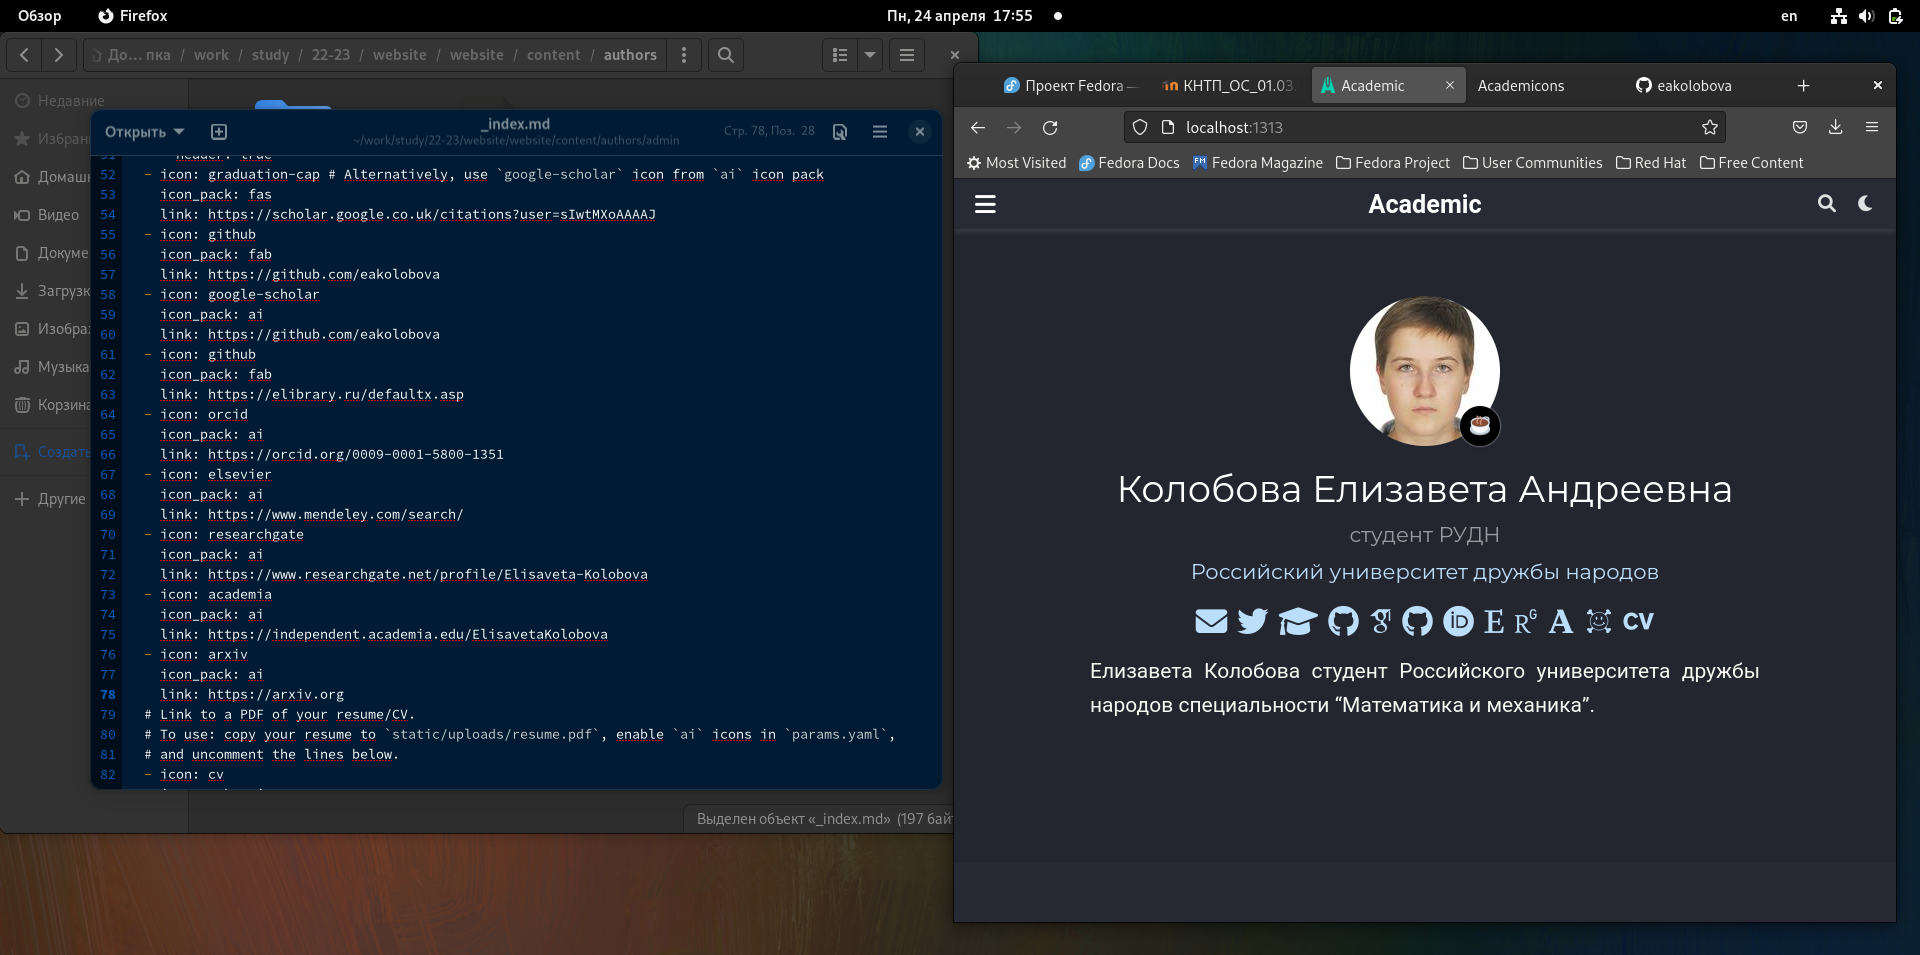 Обзор
Firefox
Пн, 24 апреля 17:55
en
До… пка / work / study / 22-23 / website / website / content / authors
Недавние
Избран
Домаш
Видео
Докуме
Загрузк
Изобра
Музыка
Корзина
Создать
Другие
Открыть
_index.md
~/work/study/22-23/website/website/content/authors/admin
Стр. 78, Поз. 28
51 header: true
52 - icon: graduation-cap # Alternatively, use `google-scholar` icon from `ai` icon pack
53 icon_pack: fas
54 link: https://scholar.google.co.uk/citations?user=sIwtMXoAAAAJ
55 - icon: github
56 icon_pack: fab
57 link: https://github.com/eakolobova
58 - icon: google-scholar
59 icon_pack: ai
60 link: https://github.com/eakolobova
61 - icon: github
62 icon_pack: fab
63 link: https://elibrary.ru/defaultx.asp
64 - icon: orcid
65 icon_pack: ai
66 link: https://orcid.org/0009-0001-5800-1351
67 - icon: elsevier
68 icon_pack: ai
69 link: https://www.mendeley.com/search/
70 - icon: researchgate
71 icon_pack: ai
72 link: https://www.researchgate.net/profile/Elisaveta-Kolobova
73 - icon: academia
74 icon_pack: ai
75 link: https://independent.academia.edu/ElisavetaKolobova
76 - icon: arxiv
77 icon_pack: ai
78 link: https://arxiv.org
79 # Link to a PDF of your resume/CV.
80 # To use: copy your resume to `static/uploads/resume.pdf`, enable `ai` icons in `params.yaml`,
81 # and uncomment the lines below.
82 - icon: cv
Выделен объект «_index.md» (197 байт
Проект Fedora —
КНТП_ОС_01.03.
Academic
Academicons
eakolobova
localhost:1313
Most Visited
Fedora Docs
Fedora Magazine
Fedora Project
User Communities
Red Hat
Free Content
Academic
Колобова Елизавета Андреевна
студент РУДН
Российский университет дружбы народов
iD E RG A CV
Елизавета Колобова студент Российского университета дружбы
народов специальности “Математика и механика”.